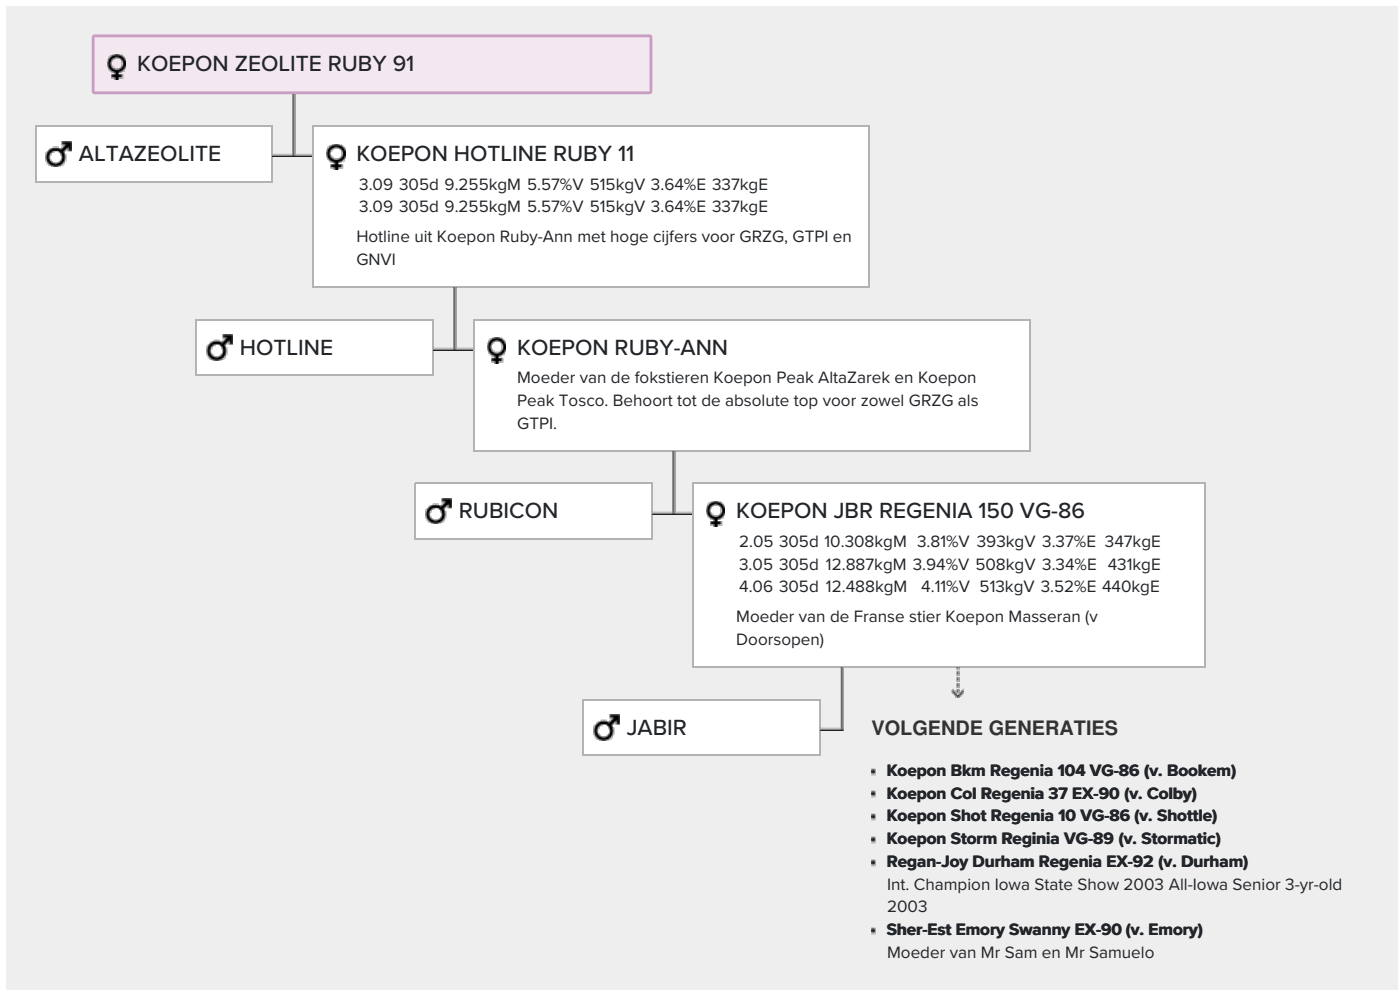 KOEPON ZEOLITE RUBY 91
ALTAZEOLITE
KOEPON HOTLINE RUBY 11
3.09 305d 9.255kgM 5.57%V 515kgV 3.64%E 337kgE
3.09 305d 9.255kgM 5.57%V 515kgV 3.64%E 337kgE
Hotline uit Koepon Ruby-Ann met hoge cijfers voor GRZG, GTPI en
GNVI
HOTLINE
KOEPON RUBY-ANN
Moeder van de fokstieren Koepon Peak AltaZarek en Koepon
Peak Tosco. Behoort tot de absolute top voor zowel GRZG als
GTPI.
RUBICON
KOEPON JBR REGENIA 150 VG-86
2.05 305d 10.308kgM 3.81%V 393kgV 3.37%E 347kgE
3.05 305d 12.887kgM 3.94%V 508kgV 3.34%E 431kgE
4.06 305d 12.488kgM 4.11%V 513kgV 3.52%E 440kgE
Moeder van de Franse stier Koepon Masseran (v
Doorsopen)
JABIR
VOLGENDE GENERATIES
Koepon Bkm Regenia 104 VG-86 (v. Bookem)
Koepon Col Regenia 37 EX-90 (v. Colby)
Koepon Shot Regenia 10 VG-86 (v. Shottle)
Koepon Storm Reginia VG-89 (v. Stormatic)
Regan-Joy Durham Regenia EX-92 (v. Durham)
Int. Champion Iowa State Show 2003 All-Iowa Senior 3-yr-old
2003
Sher-Est Emory Swanny EX-90 (v. Emory)
Moeder van Mr Sam en Mr Samuelo